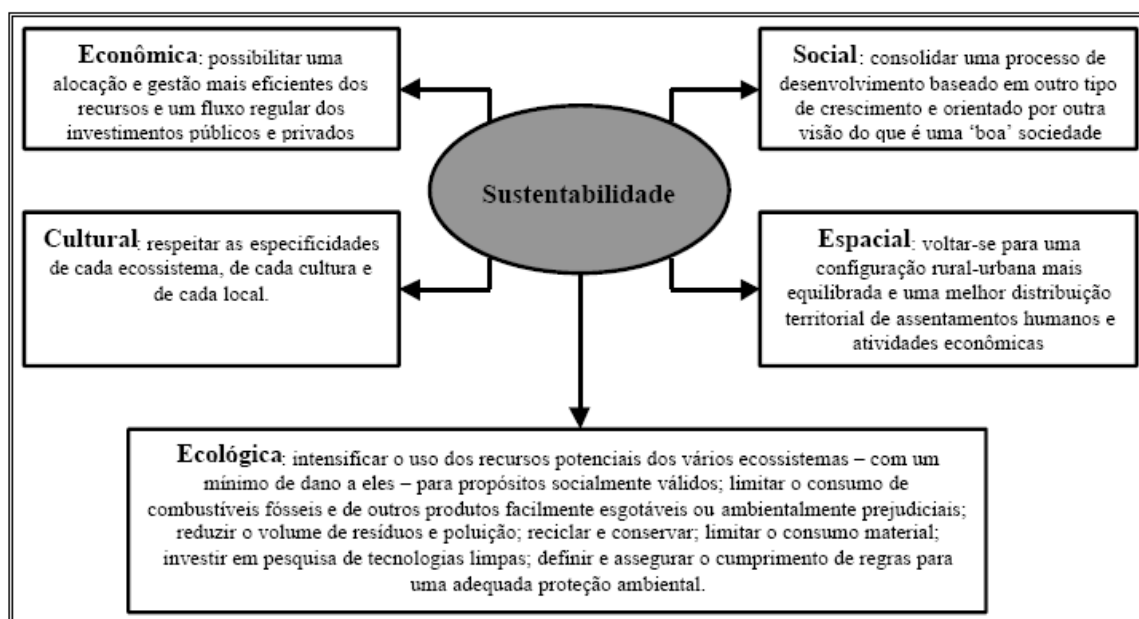 Econômica: possibilitar uma
alocação e gestão mais eficientes dos
recursos e um fluxo regular dos
investimentos públicos e privados
Social: consolidar uma processo de
desenvolvimento baseado em outro tipo
de crescimento e orientado por outra
visão do que é uma ‘boa’ sociedade
Sustentabilidade
Cultural: respeitar as especificidades
de cada ecossistema, de cada cultura e
de cada local.
Espacial: voltar-se para uma
configuração rural-urbana mais
equilibrada e uma melhor distribuição
territorial de assentamentos humanos e
atividades econômicas
Ecológica: intensificar o uso dos recursos potenciais dos vários ecossistemas – com um
mínimo de dano a eles – para propósitos socialmente válidos; limitar o consumo de
combustíveis fósseis e de outros produtos facilmente esgotáveis ou ambientalmente prejudiciais;
reduzir o volume de resíduos e poluição; reciclar e conservar; limitar o consumo material;
investir em pesquisa de tecnologias limpas; definir e assegurar o cumprimento de regras para
uma adequada proteção ambiental.